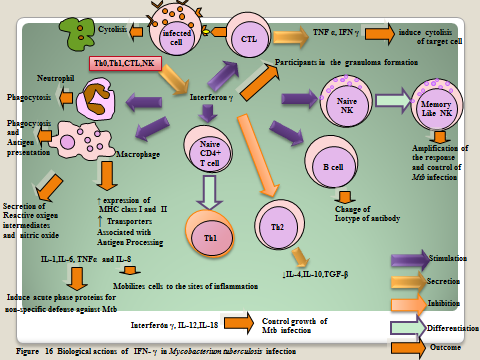 Cytolisis
infected
cell
CTL
TNF α, IFN γ
induce cytolisis
of target cell
Th0,Th1,CTL,NK
Participants in the granuloma formation
Neutrophil
Phagocytosis
Interferon γ
Naive
NK
Memory
Like NK
Phagocytosis
and
Antigen
presentation
Macrophage
Naive
CD4+
T cell
B cell
Amplification of
the response
and control of
Mtb infection
Secretion of
Reactive oxigen
intermediates
and nitric oxide
↑ expression of
MHC class I and II
↑ Transporters
Associated with
Antigen Processing
Th1
Th2
Change of
Isotype of antibody
IL-1,IL-6, TNFα and IL-8
Mobilizes cells to the sites of inflammation
↓IL-4,IL-10,TGF-β
Induce acute phase proteins for
non-specific defense against Mtb
Interferón γ, IL-12,IL-18
Control growth of
Mtb infection
Stimulation
Secretion
Inhibition
Differentiation
Outcome
Figure 16 Biological actions of IFN- γ in Mycobacterium tuberculosis infection